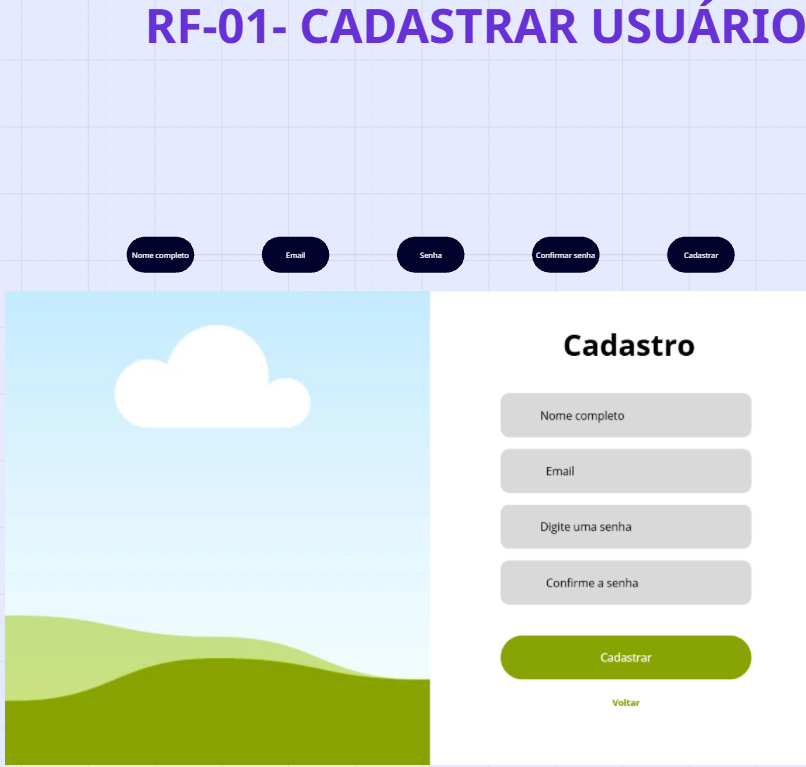 RF-01- CADASTRAR USUÁRIO
Nome completo
Email
Senha
Confirmar senha
Cadastrar
Cadastro
Nome completo
Email
Digite uma senha
Confirme a senha
Cadastrar
Voltar